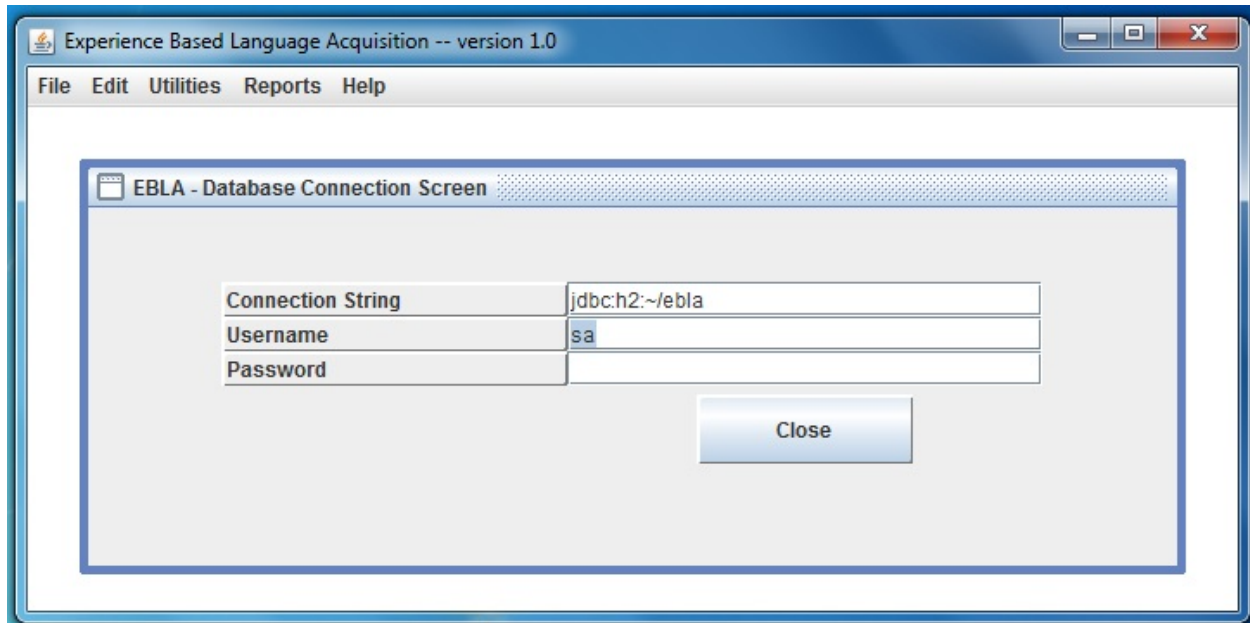 Experience Based Language Acquisition -- version 1.0
File Edit Utilities Reports Help
EBLA - Database Connection Screen
Connection String jdbc:h2:~/ebla
Username sa
Password
Close